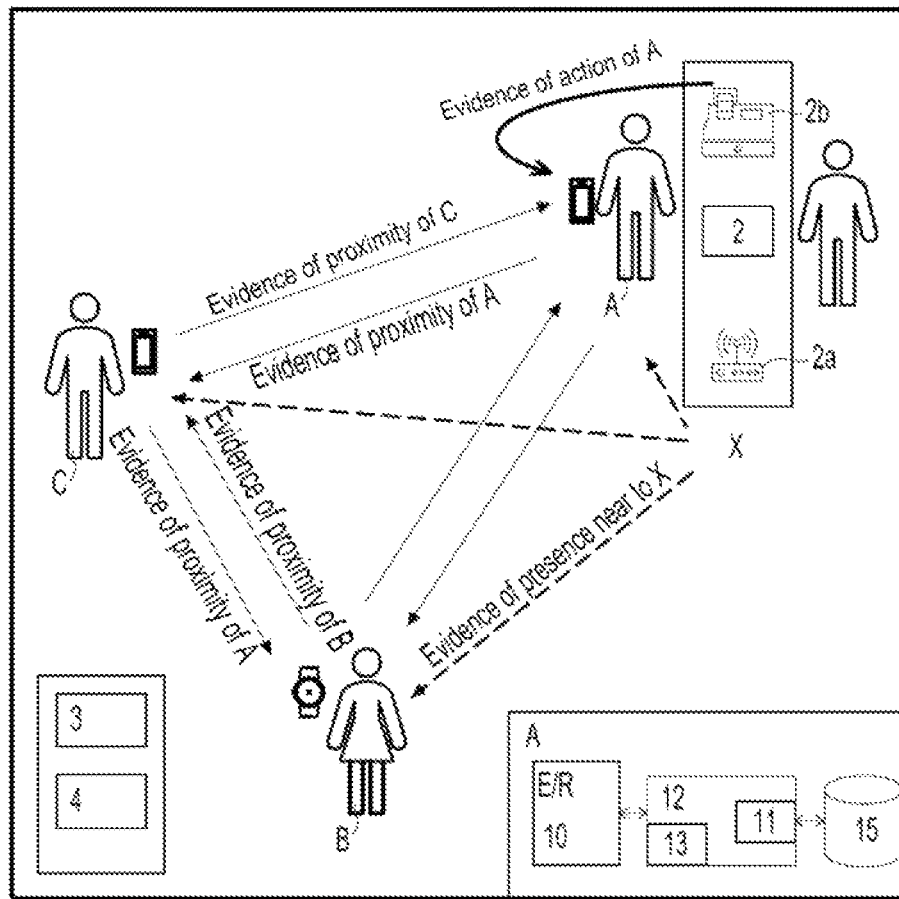 Evidence of action of A
2b
Evidence of proximity of C
2
A
Evidence of proximity of A
2a
X
C
Evidence of proximity of A
Evidence of proximity of B
Evidence of presence near to X
B
3
4
A
E/R
10
12
13
11
15